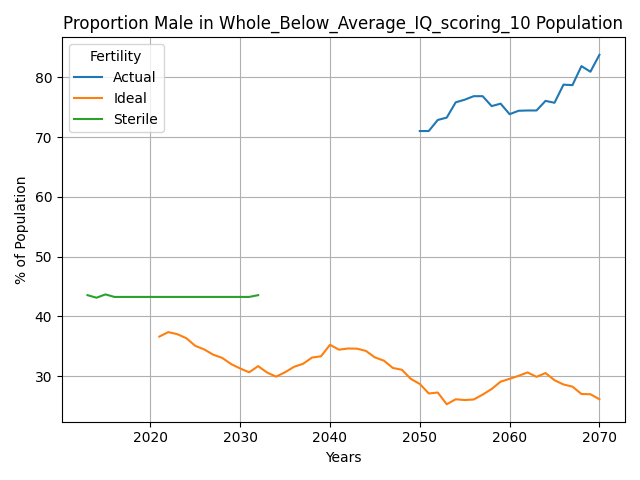 Proportion Male in Whole_Below_Average_IQ_scoring_10 Population
Fertility
Actual
Ideal
Sterile
% of Population
80
70
60
50
40
30
2020
2030
2040
2050
2060
2070
Years